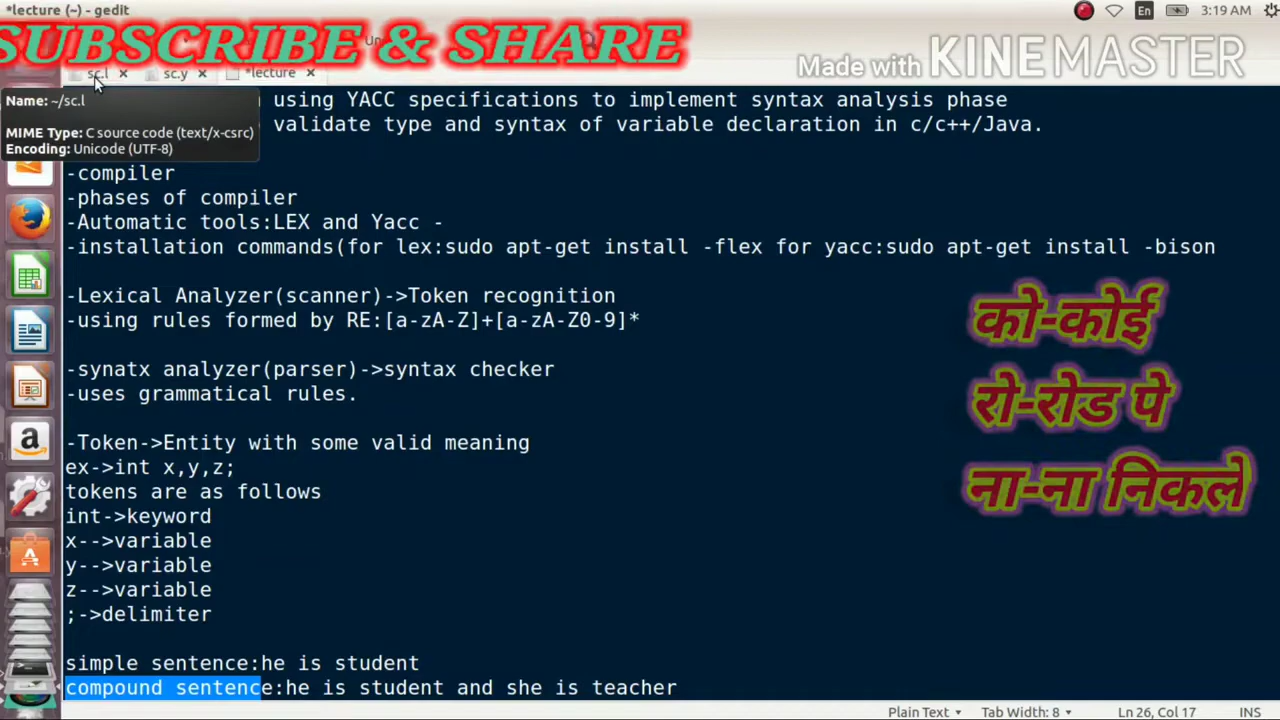 *lecture (~) - gedit
En
3:19 AM
SUBSCRIBE & SHARE
Made with KINEMASTER
sc.l
sc.y
*lecture
Name: ~/sc.l
MIME Type: C source code (text/x-csrc)
Encoding: Unicode (UTF-8)
using YACC specifications to implement syntax analysis phase
validate type and syntax of variable declaration in c/c++/Java.
-compiler
-phases of compiler
-Automatic tools:LEX and Yacc -
-installation commands(for lex:sudo apt-get install -flex for yacc:sudo apt-get install -bison
-Lexical Analyzer(scanner)->Token recognition
-using rules formed by RE:[a-zA-Z]+[a-zA-Z0-9]*
-synatx analyzer(parser)->syntax checker
-uses grammatical rules.
-Token->Entity with some valid meaning
ex->int x,y,z;
tokens are as follows
int->keyword
x-->variable
y-->variable
z-->variable
;->delimiter
simple sentence:he is student
compound sentence:he is student and she is teacher
को-कोई
रो-रोड पे
ना-ना निकले
Plain Text
Tab Width: 8
Ln 26, Col 17
INS